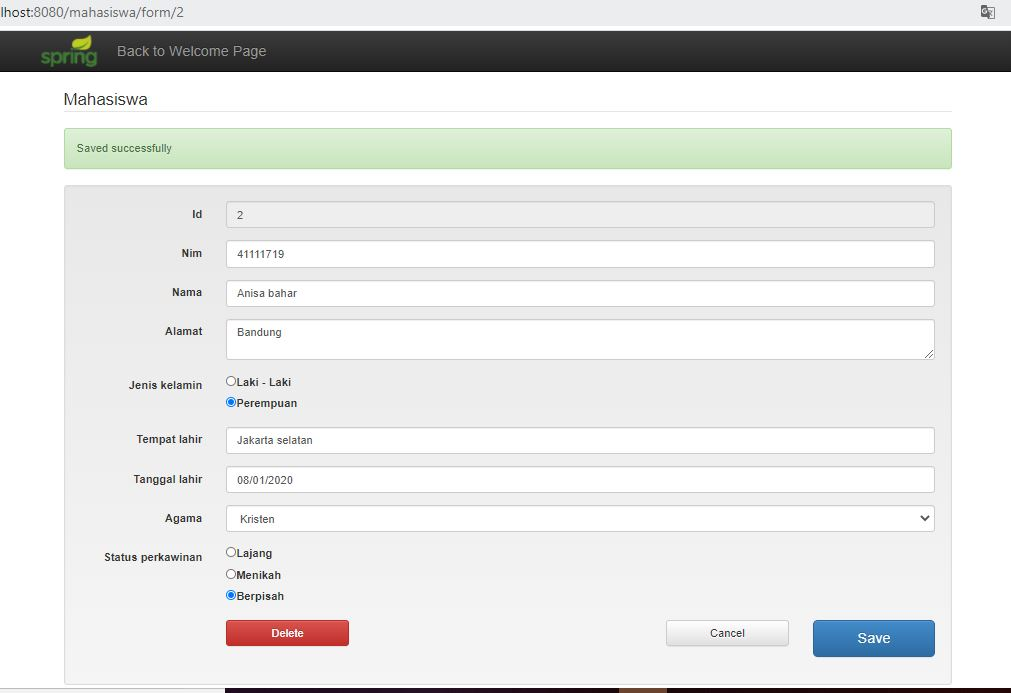 lhost:8080/mahasiswa/form/2
spring Back to Welcome Page
Mahasiswa
Saved successfully
Id 2
Nim 41111719
Nama Anisa bahar
Alamat Bandung
Jenis kelamin Laki - Laki
Perempuan
Tempat lahir Jakarta selatan
Tanggal lahir 08/01/2020
Agama Kristen
Status perkawinan Lajang
Menikah
Berpisah
Delete Cancel Save